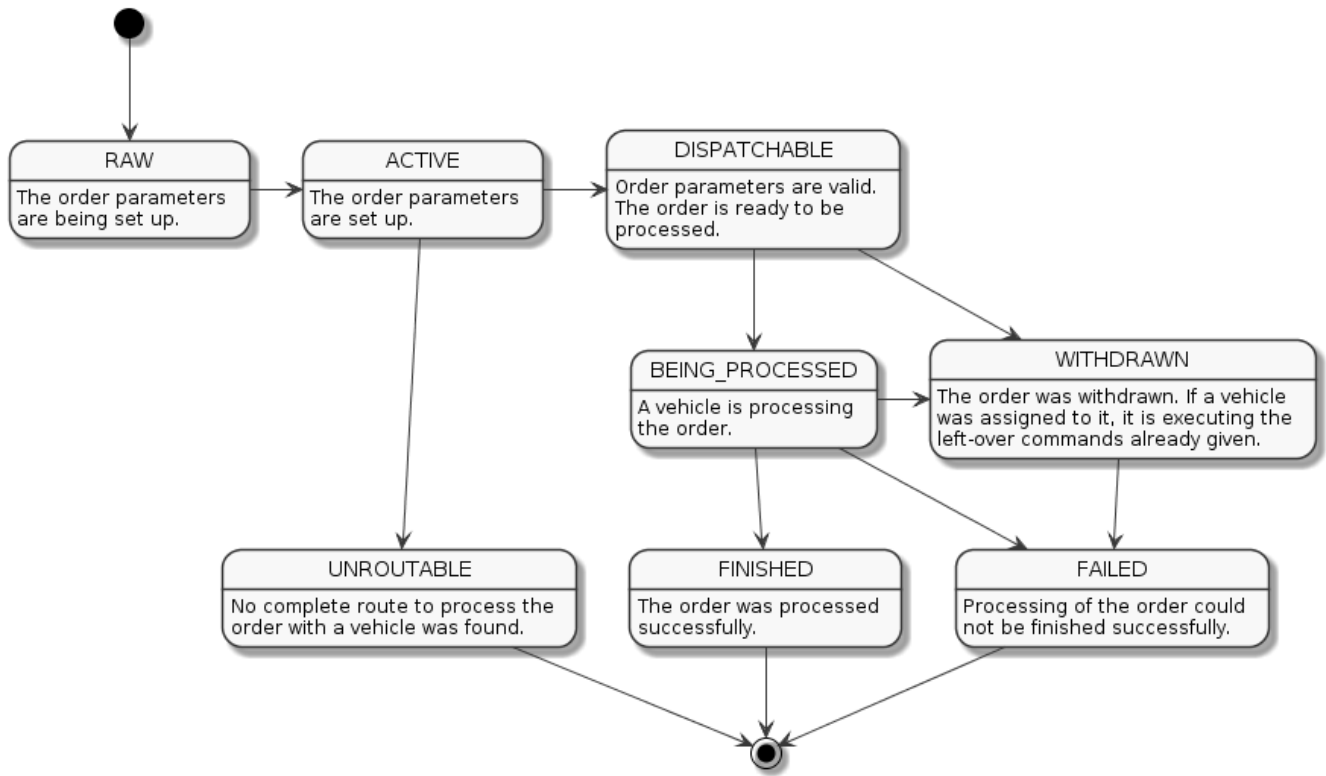 RAW
The order parameters
are being set up.
ACTIVE
The order parameters
are set up.
DISPATCHABLE
Order parameters are valid.
The order is ready to be
processed.
BEING_PROCESSED
A vehicle is processing
the order.
WITHDRAWN
The order was withdrawn. If a vehicle
was assigned to it, it is executing the
left-over commands already given.
UNROUTABLE
No complete route to process the
order with a vehicle was found.
FINISHED
The order was processed
successfully.
FAILED
Processing of the order could
not be finished successfully.